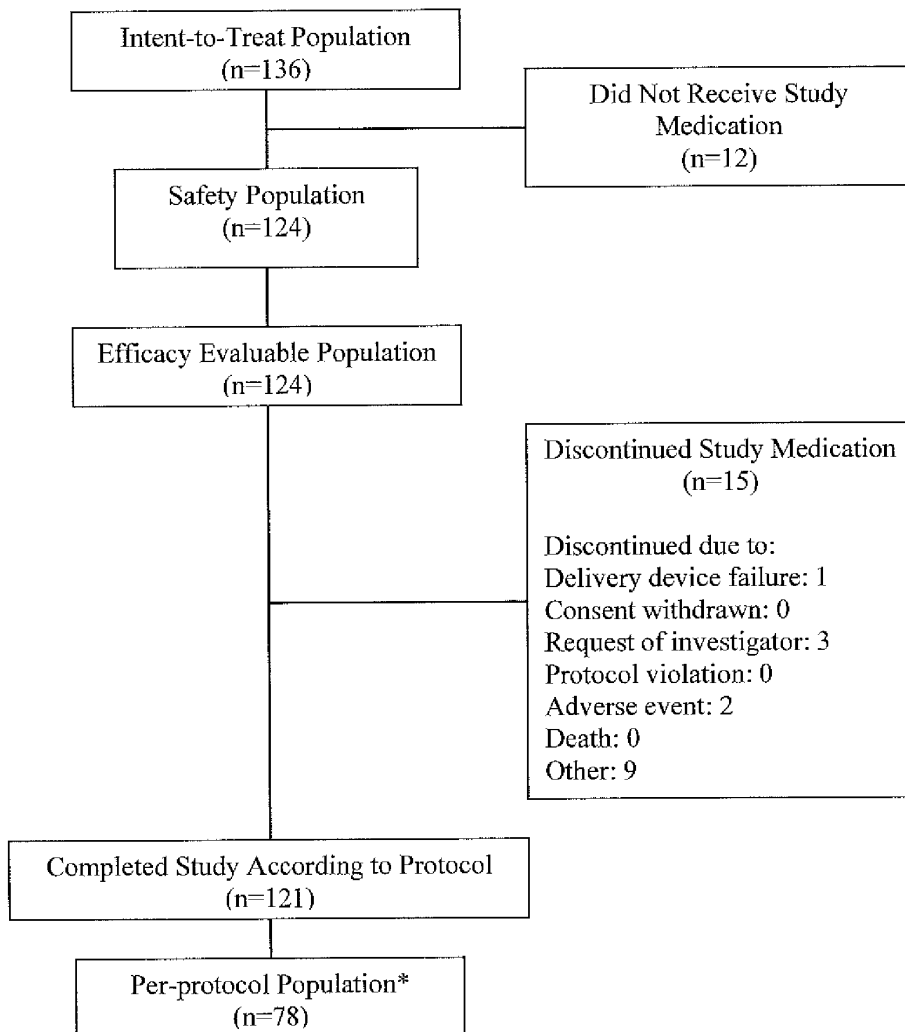 Intent-to-Treat Population
(n=136)
Did Not Receive Study
Medication
(n=12)
Safety Population
(n=124)
Efficacy Evaluable Population
(n=124)
Discontinued Study Medication
(n=15)
Discontinued due to:
Delivery device failure: 1
Consent withdrawn: 0
Request of investigator: 3
Protocol violation: 0
Adverse event: 2
Death: 0
Other: 9
Completed Study According to Protocol
(n=121)
Per-protocol Population*
(n=78)